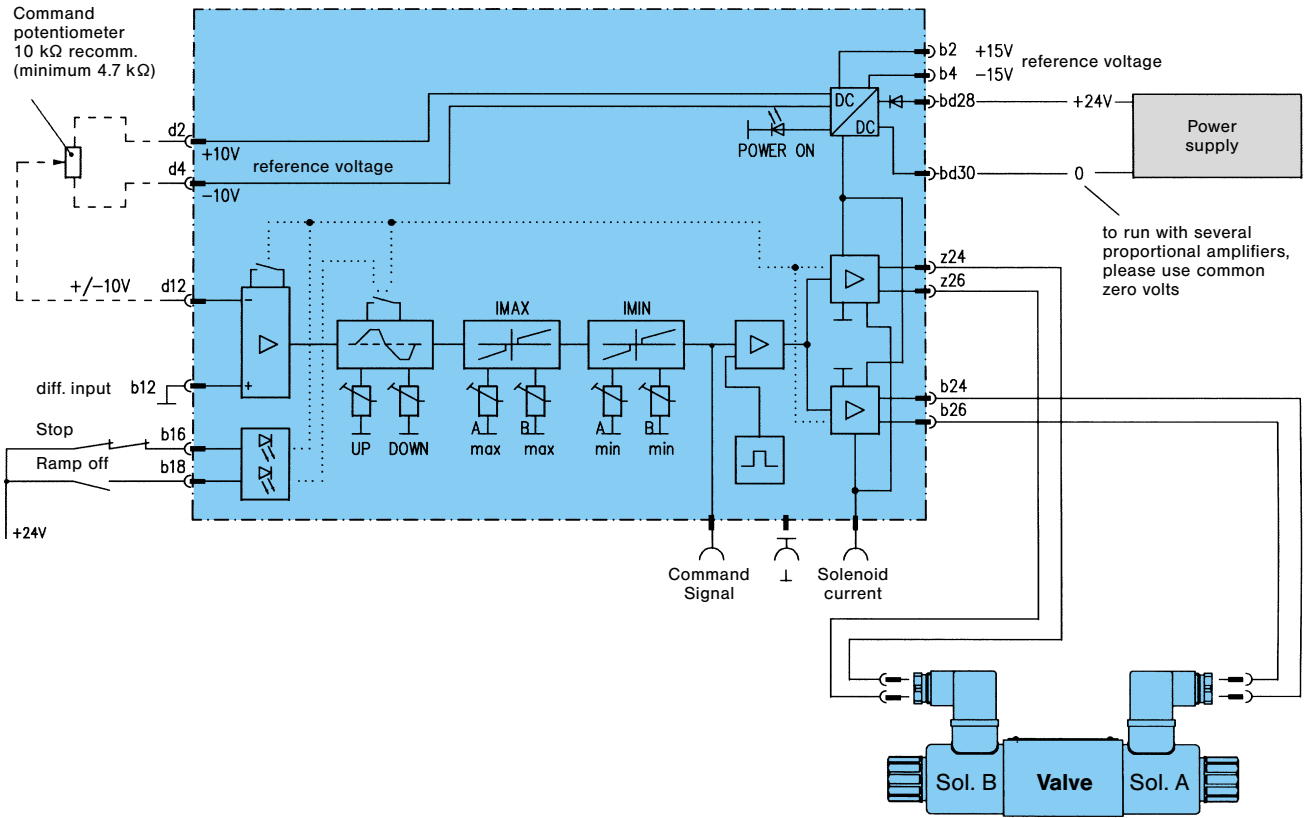 Command
potentiometer
10 kΩ recomm.
(minimum 4.7 kΩ)
b2 +15V
b4 -15V
reference voltage
DC
DC
bd28
+24V
Power
supply
POWER ON
d2
+10V
reference voltage
d4
-10V
bd30
0
to run with several
proportional amplifiers,
please use common
zero volts
z24
z26
+/-10V
d12
-
IMAX
IMIN
diff. input
b12
+
b24
b26
Stop
b16
Ramp off
b18
UP
DOWN
A
max
B
max
A
min
B
min
+24V
Command
Signal
⊥
Solenoid
current
Sol. B
Valve
Sol. A